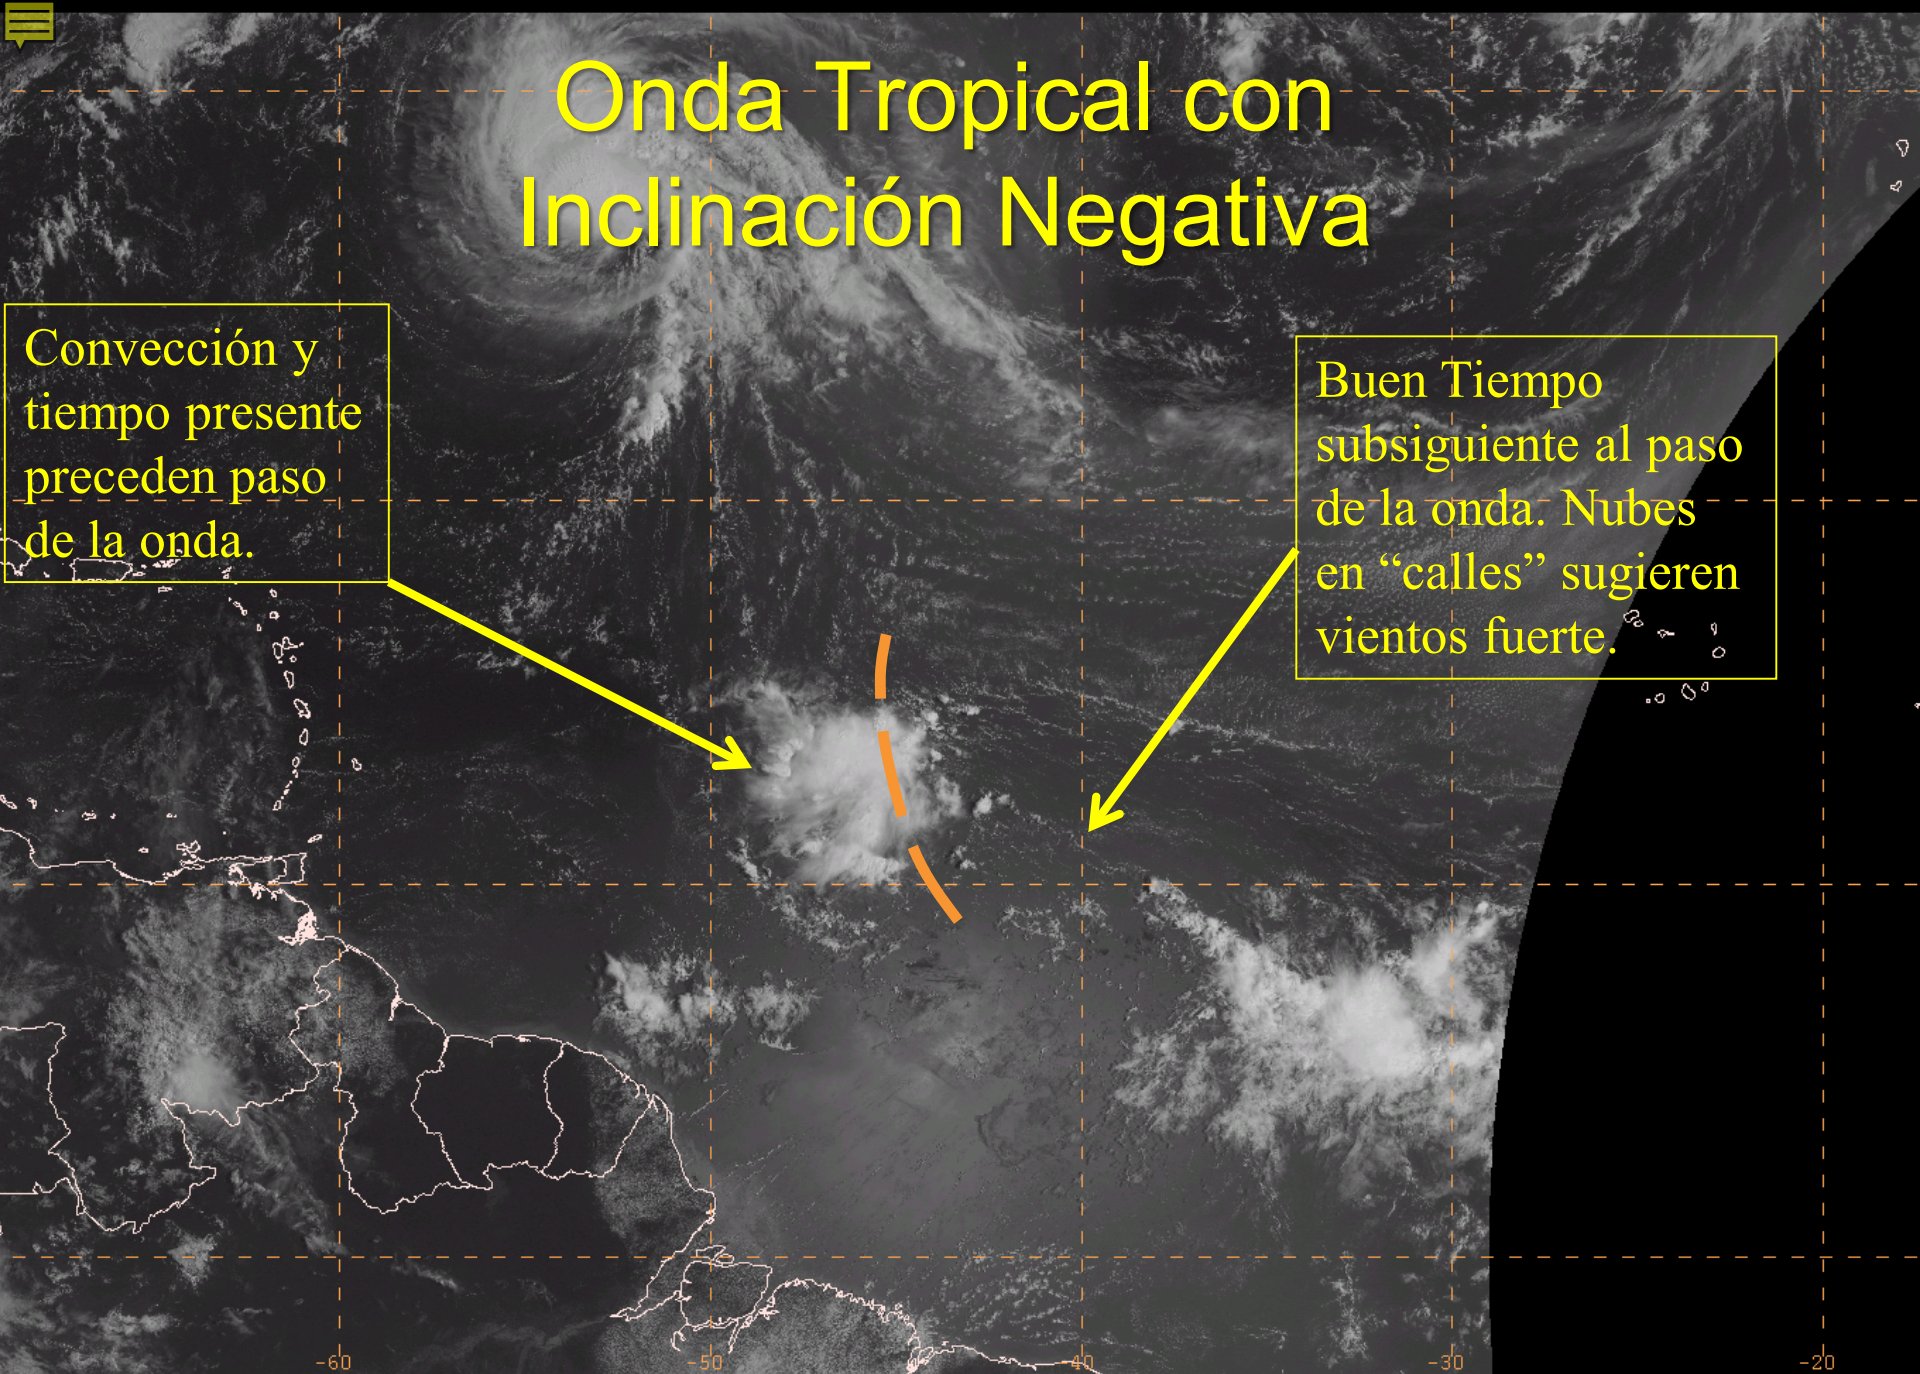 Onda Tropical con
Inclinación Negativa
Convección y
tiempo presente
preceden paso
de la onda.
Buen Tiempo
subsiguiente al paso
de la onda. Nubes
en “calles” sugieren
vientos fuerte.
-60
-50
-40
-30
-20